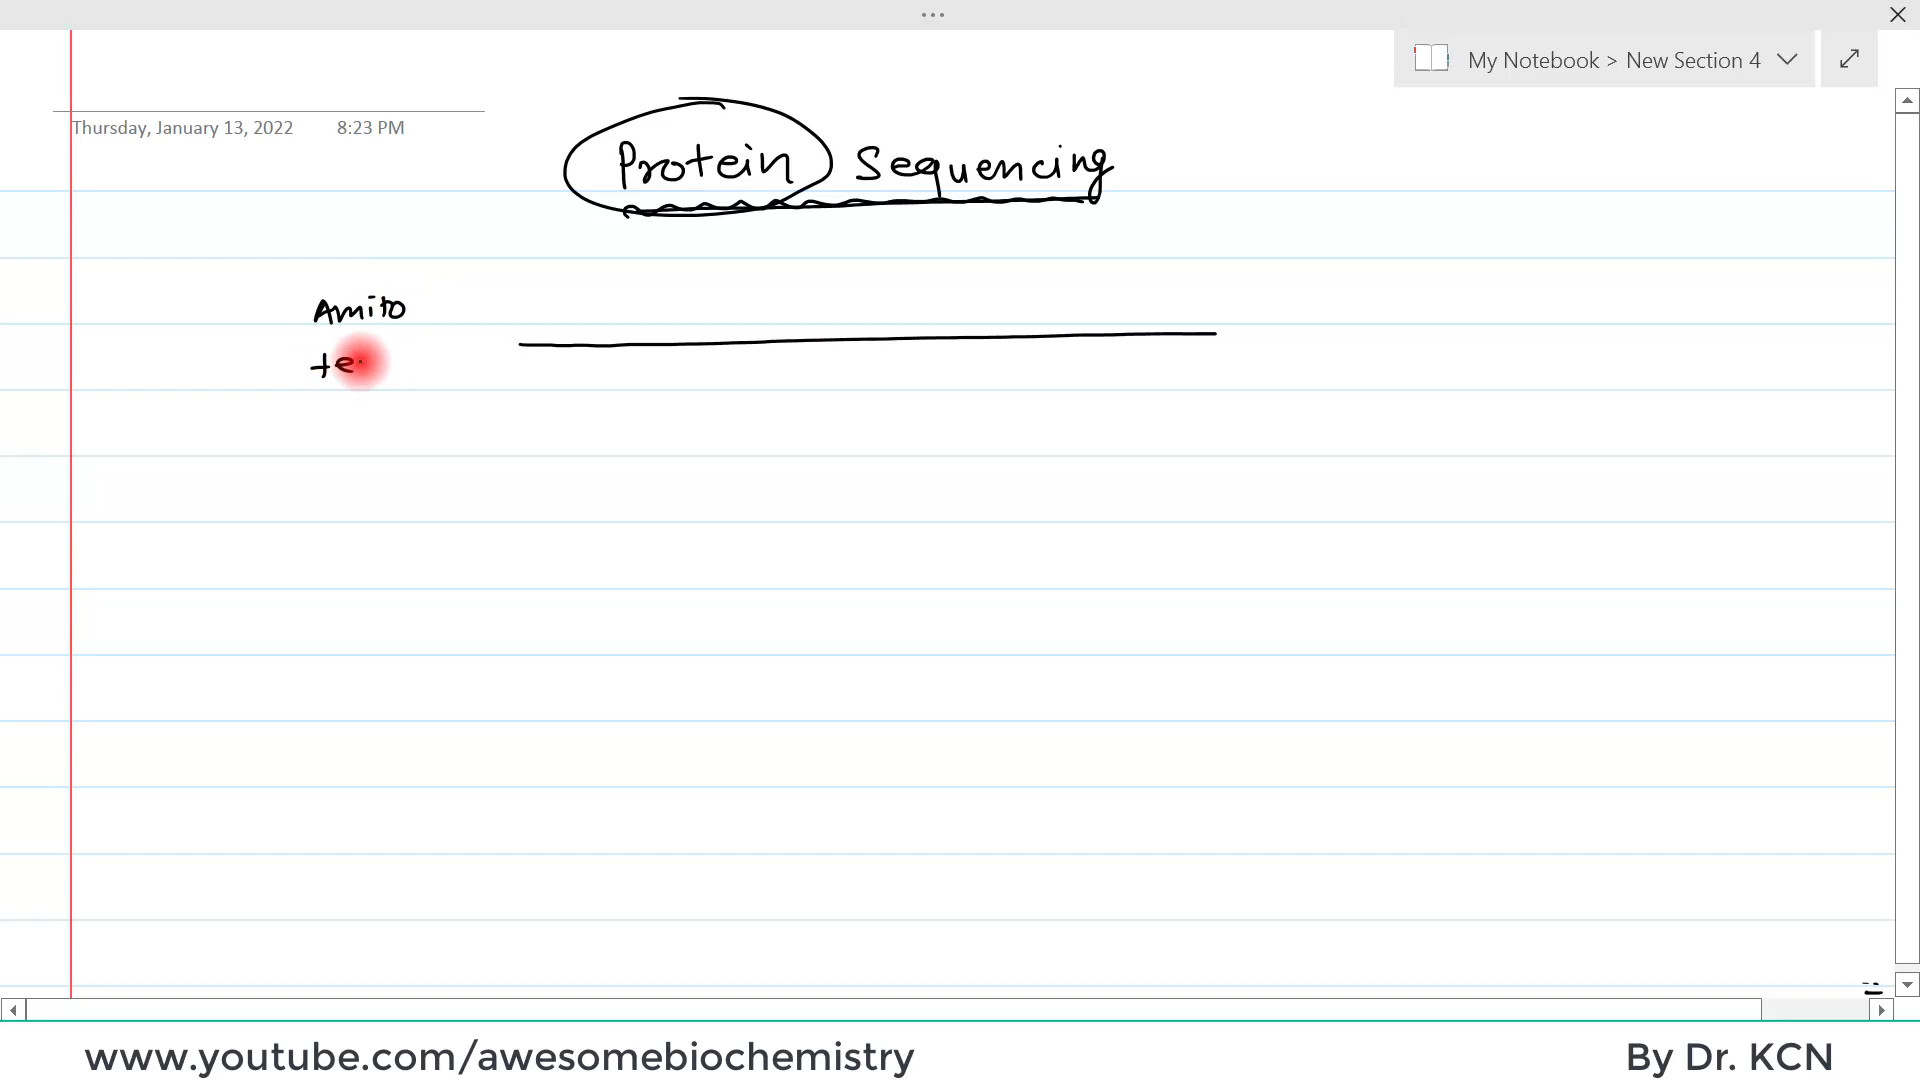 ...
My Notebook > New Section 4
Thursday, January 13, 2022 8:23 PM
Protein Sequencing
Amito
te
www.youtube.com/awesomebiochemistry
By Dr. KCN